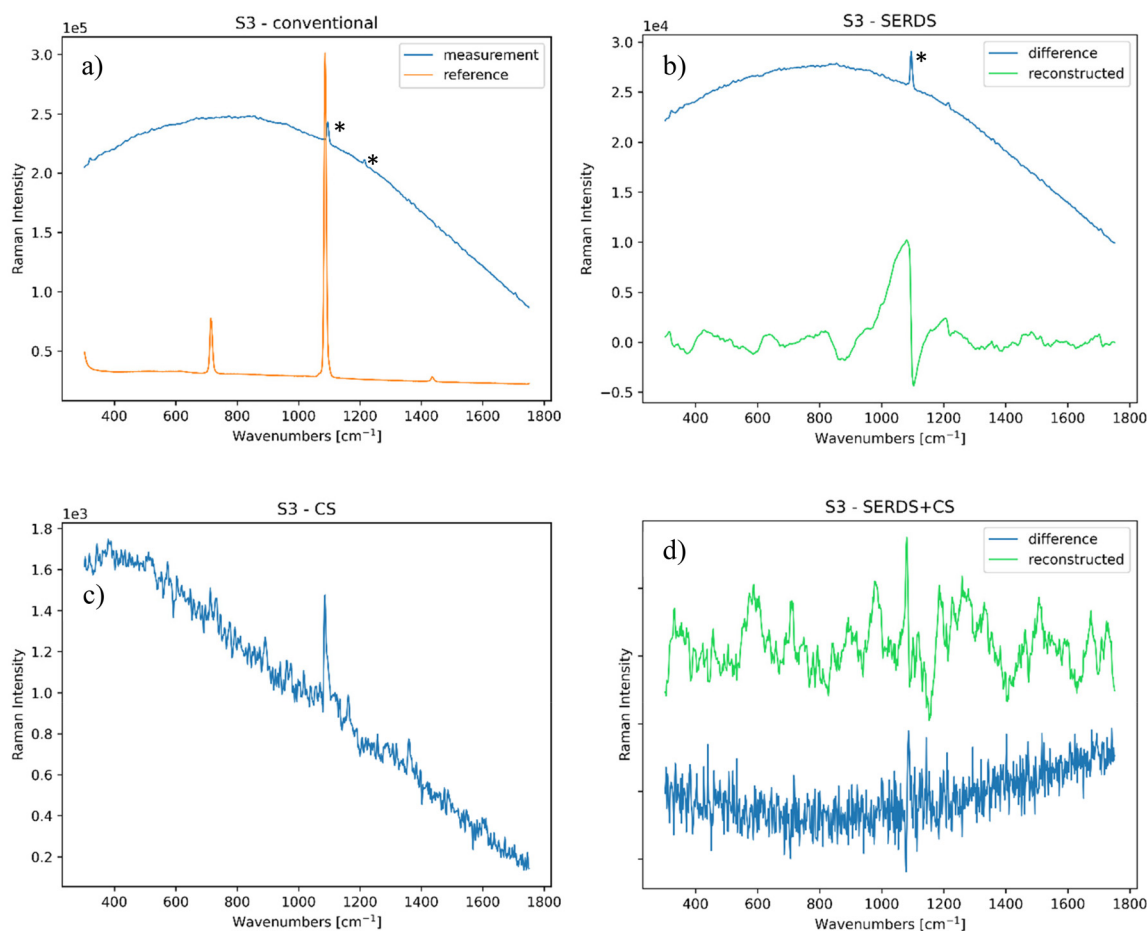 S3 - conventional
1e5
a)
measurement
reference
*
*
3.0
2.5
2.0
1.5
1.0
0.5
Raman Intensity
400 600 800 1000 1200 1400 1600 1800
Wavenumbers [cm⁻¹]
S3 - SERDS
1e4
b)
difference
reconstructed
*
3.0
2.5
2.0
1.5
1.0
0.5
0.0
−0.5
Raman Intensity
400 600 800 1000 1200 1400 1600 1800
Wavenumbers [cm⁻¹]
S3 - CS
1e3
c)
1.8
1.6
1.4
1.2
1.0
0.8
0.6
0.4
0.2
Raman Intensity
400 600 800 1000 1200 1400 1600 1800
Wavenumbers [cm⁻¹]
S3 - SERDS+CS
d)
difference
reconstructed
Raman Intensity
400 600 800 1000 1200 1400 1600 1800
Wavenumbers [cm⁻¹]